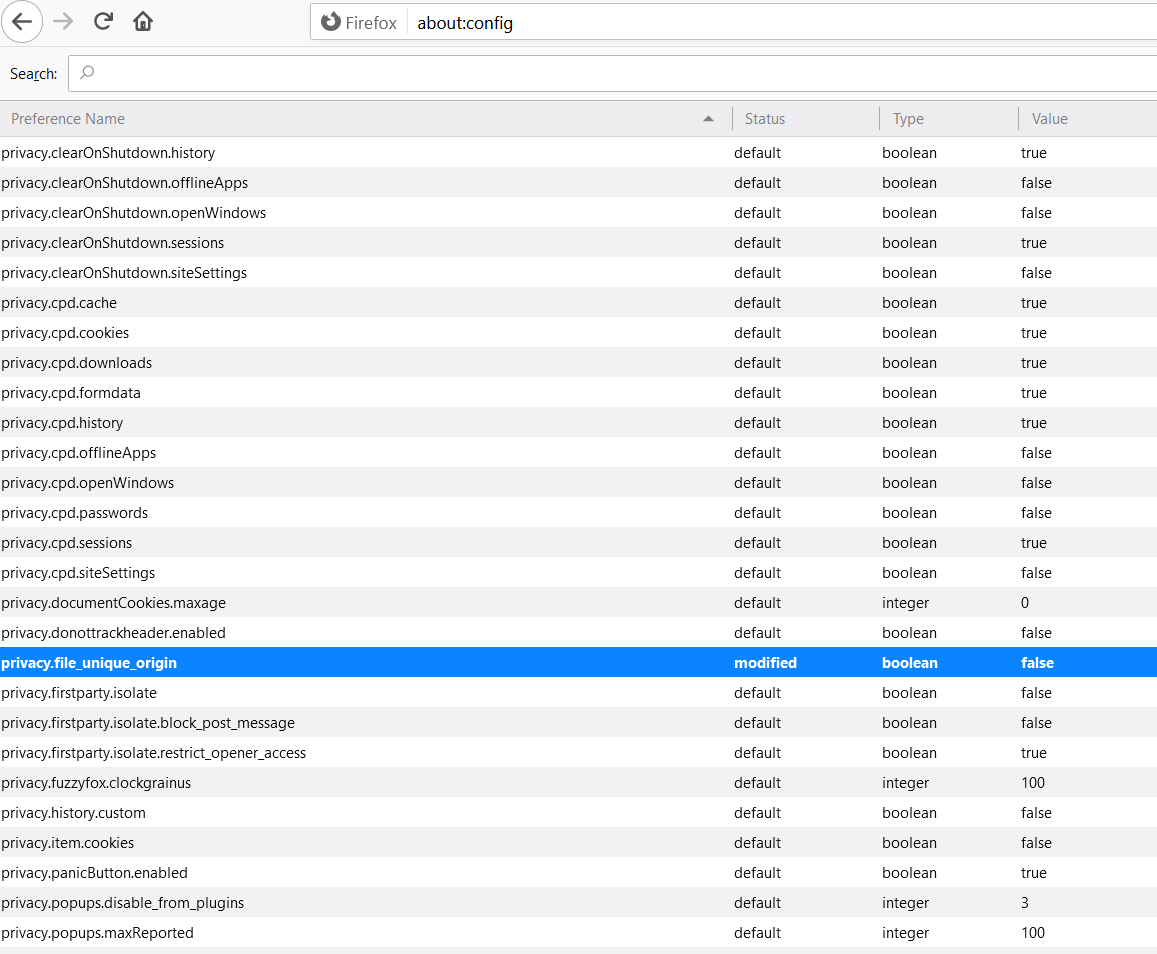 Firefox about:config
Search:
Preference Name Status Type Value
privacy.clearOnShutdown.history default boolean true
privacy.clearOnShutdown.offlineApps default boolean false
privacy.clearOnShutdown.openWindows default boolean false
privacy.clearOnShutdown.sessions default boolean true
privacy.clearOnShutdown.siteSettings default boolean false
privacy.cpd.cache default boolean true
privacy.cpd.cookies default boolean true
privacy.cpd.downloads default boolean true
privacy.cpd.formdata default boolean true
privacy.cpd.history default boolean true
privacy.cpd.offlineApps default boolean false
privacy.cpd.openWindows default boolean false
privacy.cpd.passwords default boolean false
privacy.cpd.sessions default boolean true
privacy.cpd.siteSettings default boolean false
privacy.documentCookies.maxage default integer 0
privacy.donottrackheader.enabled default boolean false
privacy.file_unique_origin modified boolean false
privacy.firstparty.isolate default boolean false
privacy.firstparty.isolate.block_post_message default boolean false
privacy.firstparty.isolate.restrict_opener_access default boolean true
privacy.fuzzyfox.clockgrainus default integer 100
privacy.history.custom default boolean false
privacy.item.cookies default boolean false
privacy.panicButton.enabled default boolean true
privacy.popups.disable_from_plugins default integer 3
privacy.popups.maxReported default integer 100